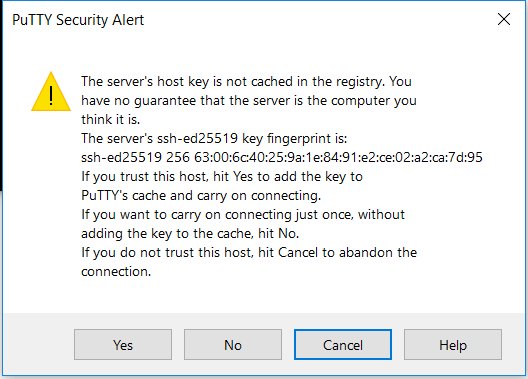 PuTTY Security Alert
The server's host key is not cached in the registry. You
have no guarantee that the server is the computer you
think it is.
The server's ssh-ed25519 key fingerprint is:
ssh-ed25519 256 63:00:6c:40:25:9a:1e:84:91:e2:ce:02:a2:ca:7d:95
If you trust this host, hit Yes to add the key to
PuTTY's cache and carry on connecting.
If you want to carry on connecting just once, without
adding the key to the cache, hit No.
If you do not trust this host, hit Cancel to abandon the
connection.
Yes No Cancel Help